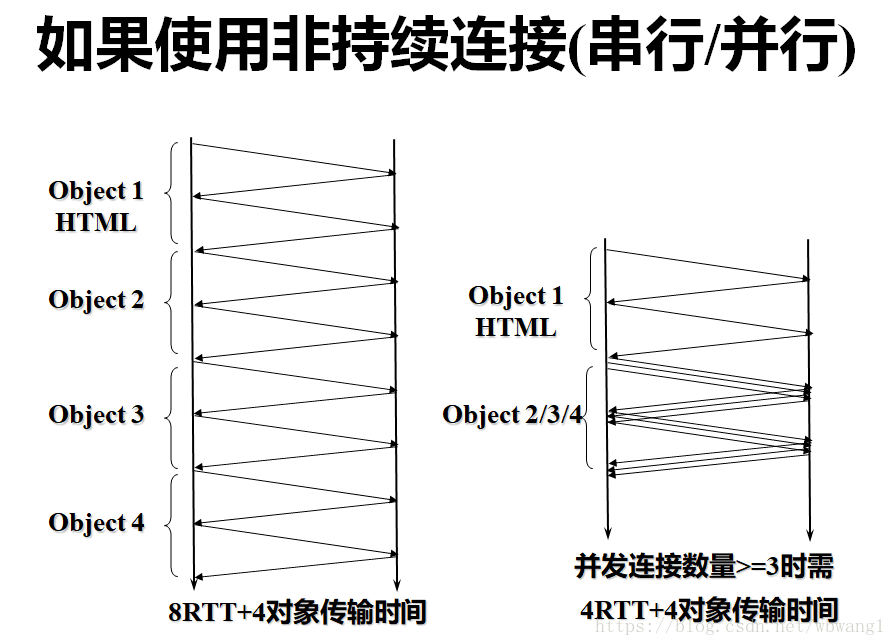 如果使用非持续连接(串行/并行)
Object 1
HTML
Object 2
Object 3
Object 4
8RTT+4对象传输时间
Object 1
HTML
Object 2/3/4
并发连接数量>=3时需
4RTT+4对象传输时间
https://blog.csdn.net/wbwang1